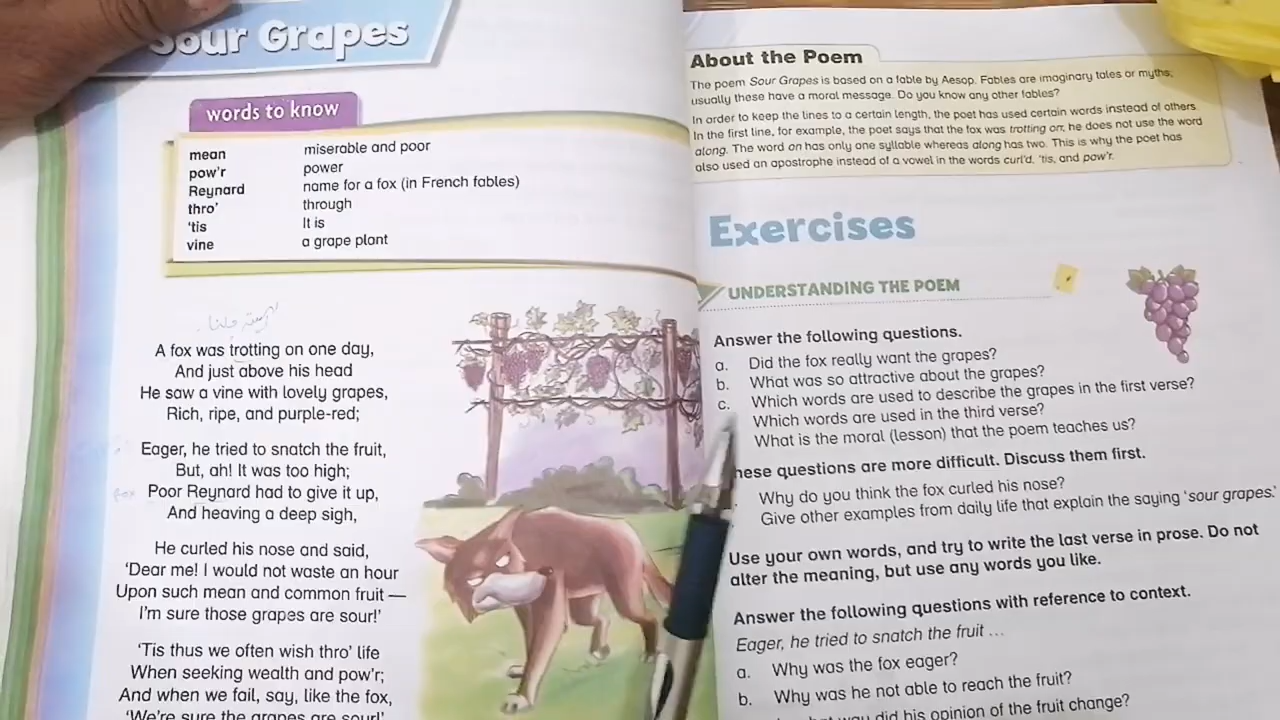 Sour Grapes
words to know
mean miserable and poor
pow'r power
Reynard name for a fox (in French fables)
thro' through
'tis It is
vine a grape plant
A fox was trotting on one day,
And just above his head
He saw a vine with lovely grapes,
Rich, ripe, and purple-red;
Eager, he tried to snatch the fruit,
But, ah! It was too high;
fox Poor Reynard had to give it up,
And heaving a deep sigh,
He curled his nose and said,
'Dear me! I would not waste an hour
Upon such mean and common fruit —
I'm sure those grapes are sour!'
'Tis thus we often wish thro' life
When seeking wealth and pow'r;
And when we fail, say, like the fox,
'We're sure the grapes are sour!'
About the Poem
The poem Sour Grapes is based on a fable by Aesop. Fables are imaginary tales or myths;
usually these have a moral message. Do you know any other fables?
In order to keep the lines to a certain length, the poet has used certain words instead of others.
In the first line, for example, the poet says that the fox was trotting on; he does not use the word
along. The word on has only one syllable whereas along has two. This is why the poet has
also used an apostrophe instead of a vowel in the words curl'd, 'tis, and pow'r.
Exercises
UNDERSTANDING THE POEM
Answer the following questions.
a. Did the fox really want the grapes?
b. What was so attractive about the grapes?
c. Which words are used to describe the grapes in the first verse?
Which words are used in the third verse?
What is the moral (lesson) that the poem teaches us?
hese questions are more difficult. Discuss them first.
Why do you think the fox curled his nose?
Give other examples from daily life that explain the saying 'sour grapes.'
Use your own words, and try to write the last verse in prose. Do not
alter the meaning, but use any words you like.
Answer the following questions with reference to context.
Eager, he tried to snatch the fruit ...
a. Why was the fox eager?
b. Why was he not able to reach the fruit?
way did his opinion of the fruit change?